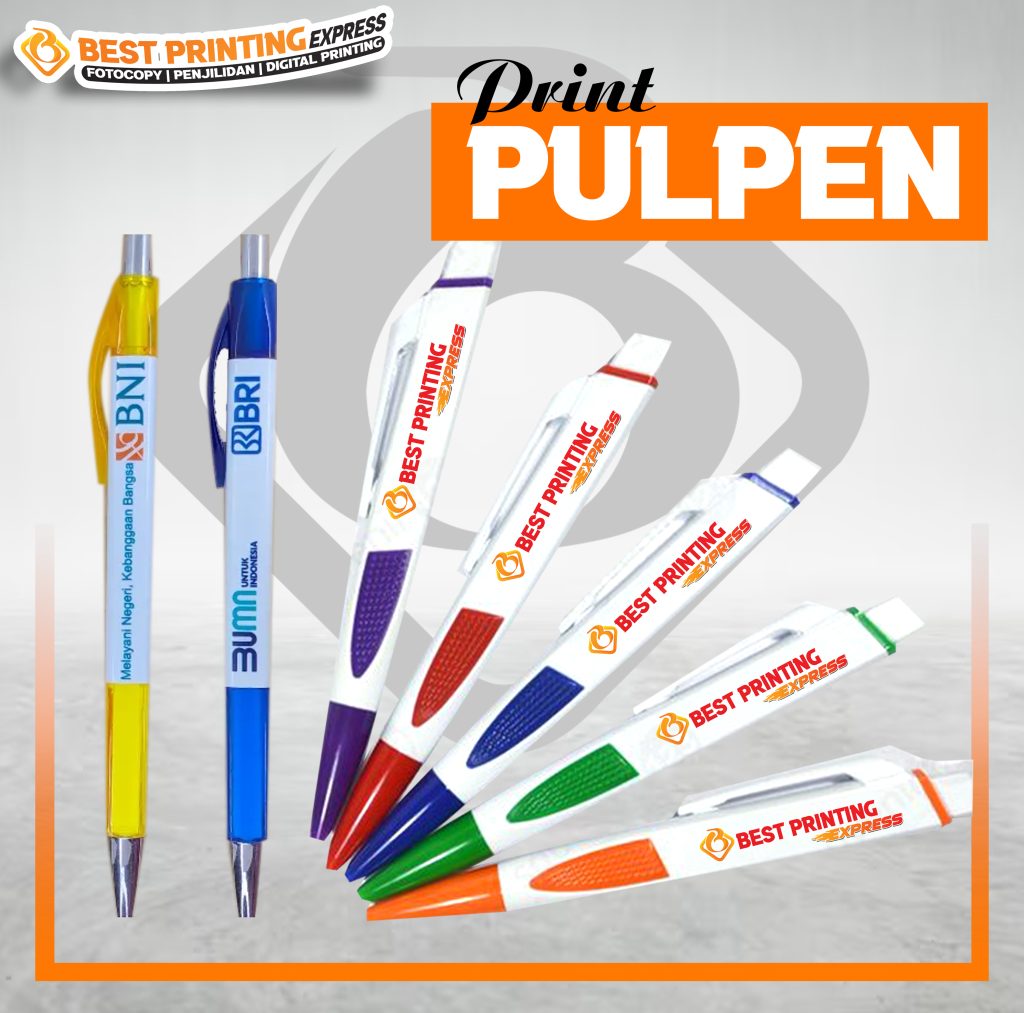 BEST PRINTING EXPRESS
FOTOCOPY | PENJILIDAN | DIGITAL PRINTING
Print
PULPEN
BNI
Melayani Negeri, Kebanggaan Bangsa
BRI
BUMN UNTUK
INDONESIA
BEST PRINTING
EXPRESS
BEST PRINTING
EXPRESS
BEST PRINTING
EXPRESS
BEST PRINTING
EXPRESS
BEST PRINTING
EXPRESS